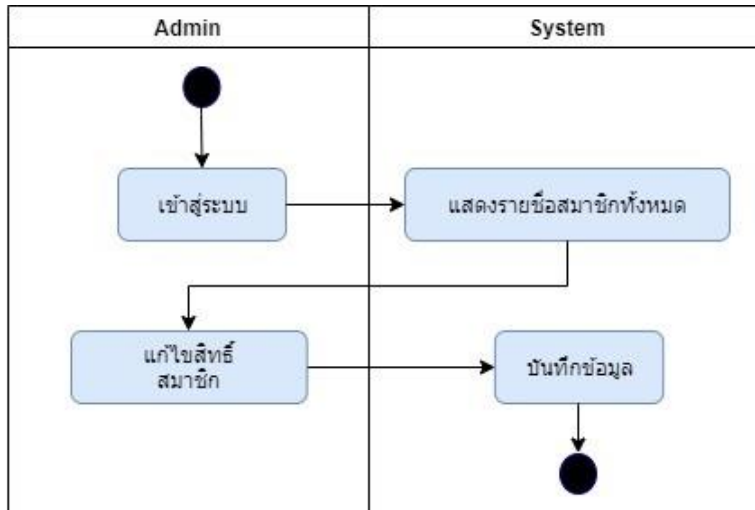 Admin
System
เข้าสู่ระบบ
แสดงรายชื่อสมาชิกทั้งหมด
แก้ไขสิทธิ์
สมาชิก
บันทึกข้อมูล